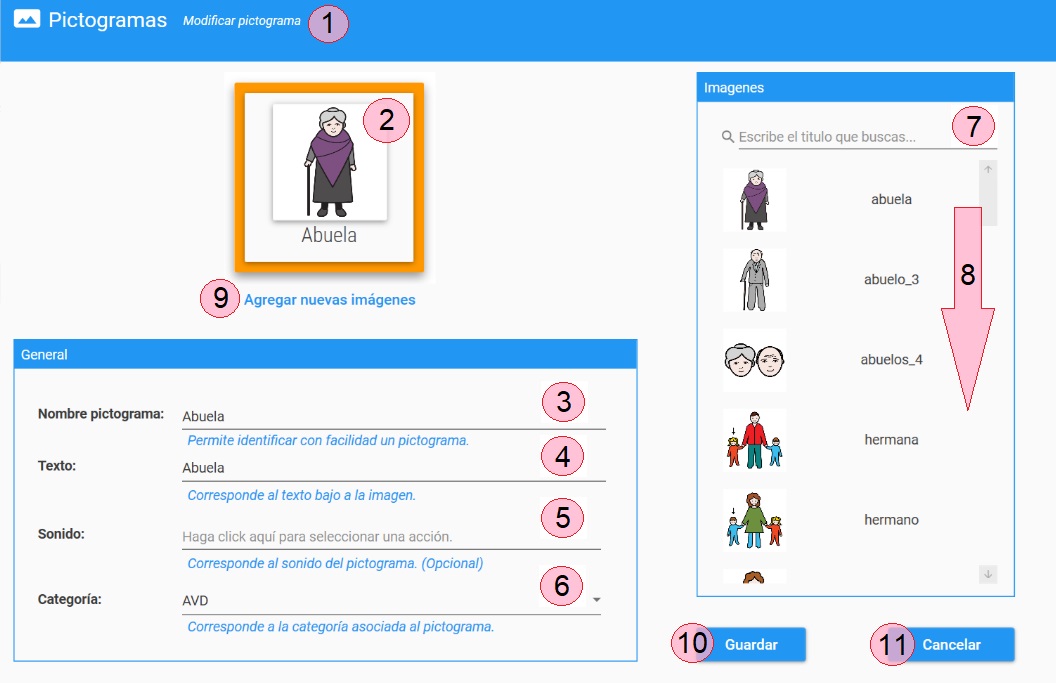 Pictogramas Modificar pictograma 1
2
Abuela
9 Agregar nuevas imágenes
General
Nombre pictograma: Abuela 3
Permite identificar con facilidad un pictograma.
Texto: Abuela 4
Corresponde al texto bajo a la imagen.
Sonido: Haga click aquí para seleccionar una acción. 5
Corresponde al sonido del pictograma. (Opcional)
Categoría: AVD 6
Corresponde a la categoría asociada al pictograma.
Imagenes
Escribe el titulo que buscas... 7
abuela
abuelo_3
8
abuelos_4
hermana
hermano
10 Guardar
11 Cancelar